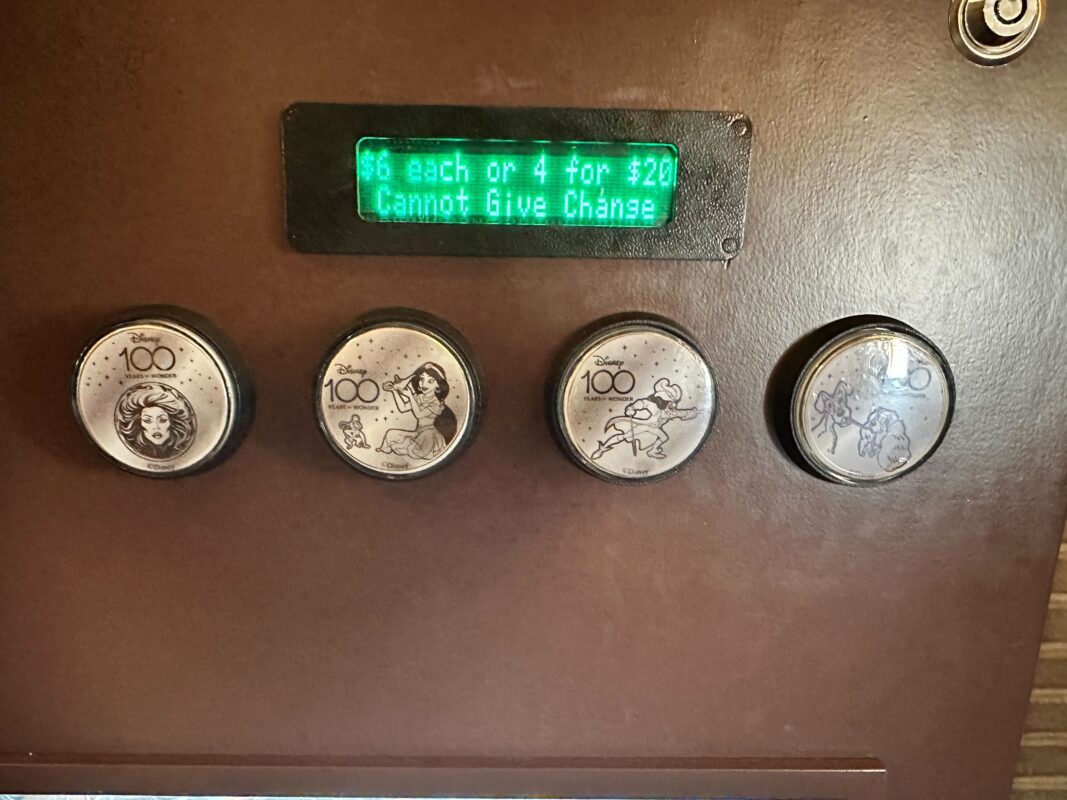 $6 each or 4 for $20
Cannot Give Change
Disney
100
YEARS OF WONDER
©Disney
Disney
100
YEARS OF WONDER
©Disney
Disney
100
YEARS OF WONDER
©Disney